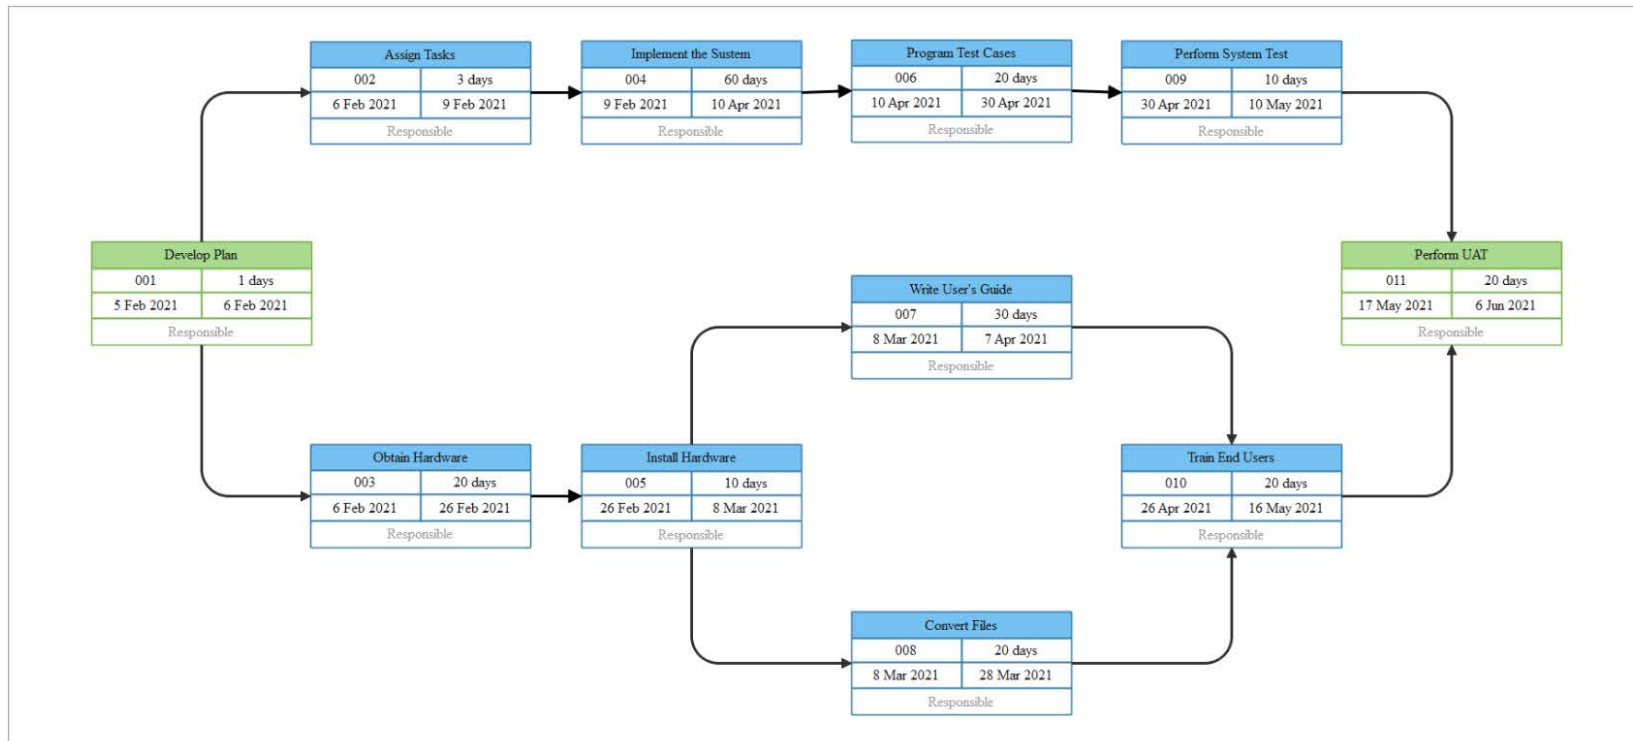 Assign Tasks
002 3 days
6 Feb 2021 9 Feb 2021
Responsible
Implement the Sustem
004 60 days
9 Feb 2021 10 Apr 2021
Responsible
Program Test Cases
006 20 days
10 Apr 2021 30 Apr 2021
Responsible
Perform System Test
009 10 days
30 Apr 2021 10 May 2021
Responsible
Develop Plan
001 1 days
5 Feb 2021 6 Feb 2021
Responsible
Write User's Guide
007 30 days
8 Mar 2021 7 Apr 2021
Responsible
Perform UAT
011 20 days
17 May 2021 6 Jun 2021
Responsible
Obtain Hardware
003 20 days
6 Feb 2021 26 Feb 2021
Responsible
Install Hardware
005 10 days
26 Feb 2021 8 Mar 2021
Responsible
Train End Users
010 20 days
26 Apr 2021 16 May 2021
Responsible
Convert Files
008 20 days
8 Mar 2021 28 Mar 2021
Responsible